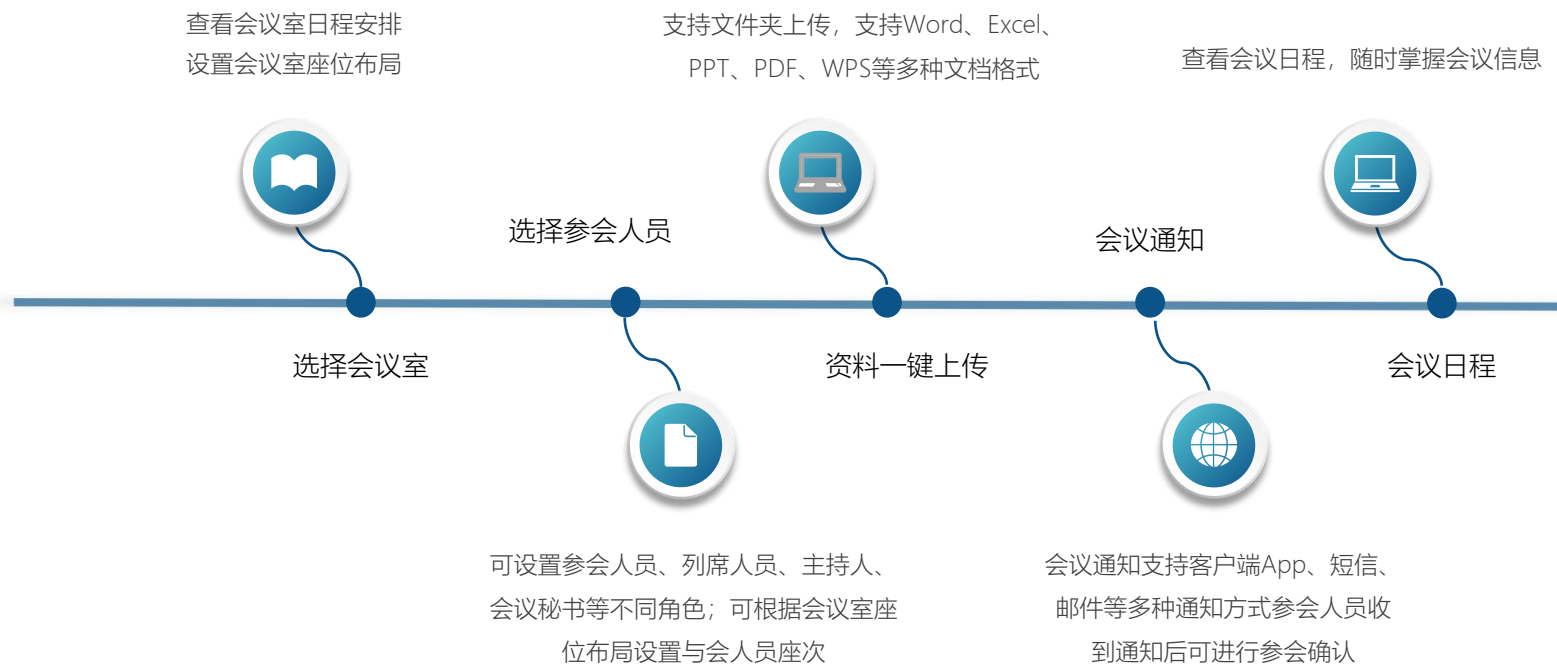 查看会议室日程安排
设置会议室座位布局
选择会议室
选择参会人员
可设置参会人员、列席人员、主持人、
会议秘书等不同角色；可根据会议室座
位布局设置与会人员座次
支持文件夹上传，支持Word、Excel、
PPT、PDF、WPS等多种文档格式
资料一键上传
会议通知
会议通知支持客户端App、短信、
邮件等多种通知方式参会人员收
到通知后可进行参会确认
查看会议日程，随时掌握会议信息
会议日程